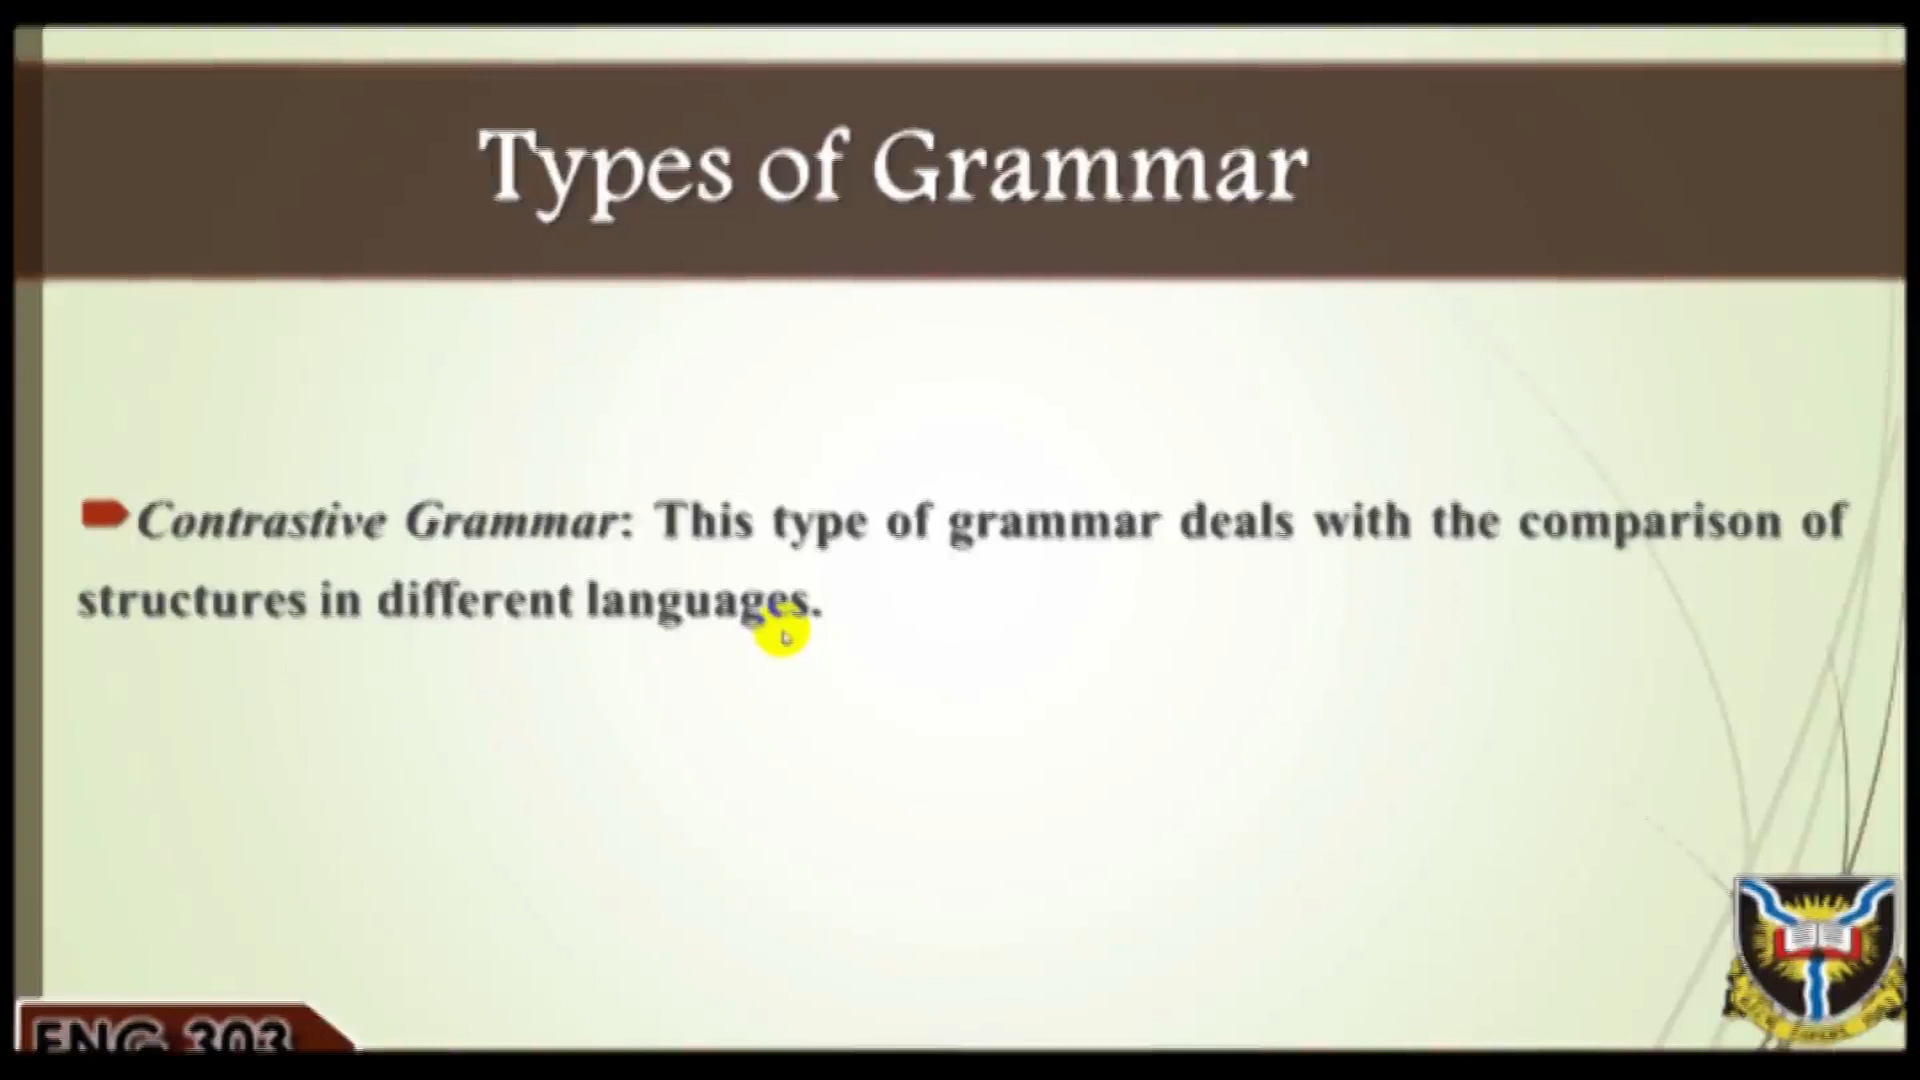 Types of Grammar
Contrastive Grammar: This type of grammar deals with the comparison of
structures in different languages.
ENG 303